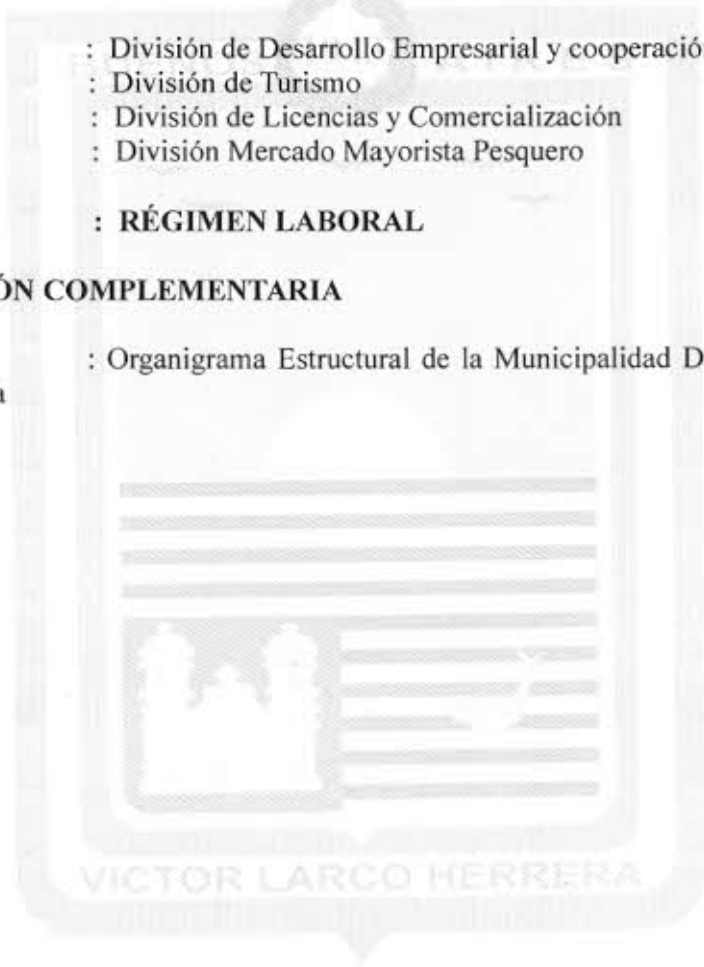 : División de Desarrollo Empresarial y cooperació
: División de Turismo
: División de Licencias y Comercialización
: División Mercado Mayorista Pesquero
: RÉGIMEN LABORAL
ÓN COMPLEMENTARIA
: Organigrama Estructural de la Municipalidad D
a
VICTOR LARCO HERRERA